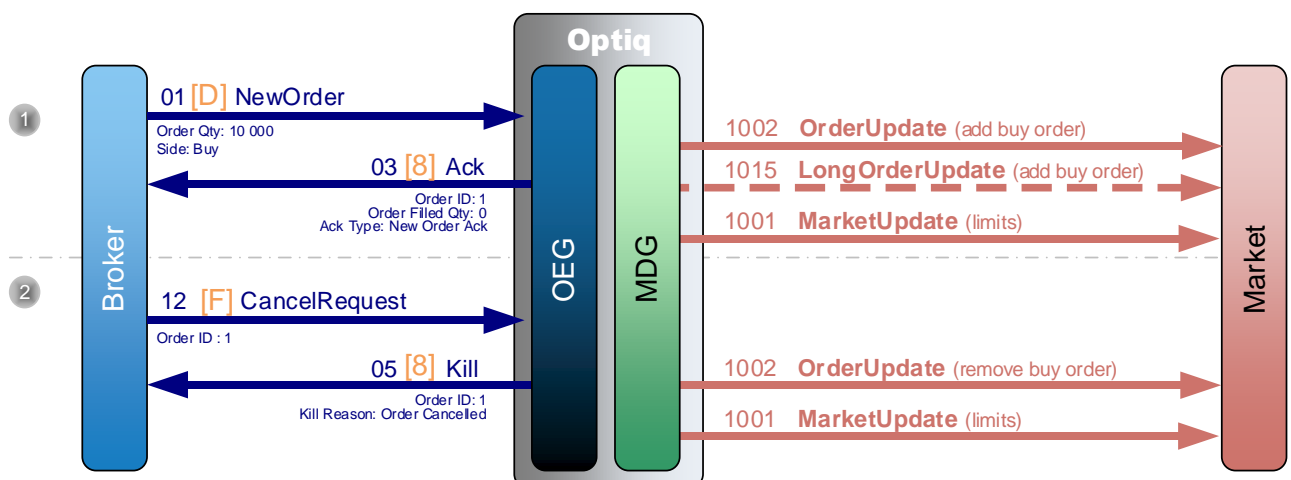 Optiq
1
01 [D] NewOrder
Order Qty: 10 000
Side: Buy
03 [8] Ack
Order ID: 1
Order Filled Qty: 0
Ack Type: New Order Ack
1002 OrderUpdate (add buy order)
1015 LongOrderUpdate (add buy order)
1001 MarketUpdate (limits)
Broker
OEG
MDG
Market
2
12 [F] CancelRequest
Order ID : 1
05 [8] Kill
Order ID: 1
Kill Reason: Order Cancelled
1002 OrderUpdate (remove buy order)
1001 MarketUpdate (limits)